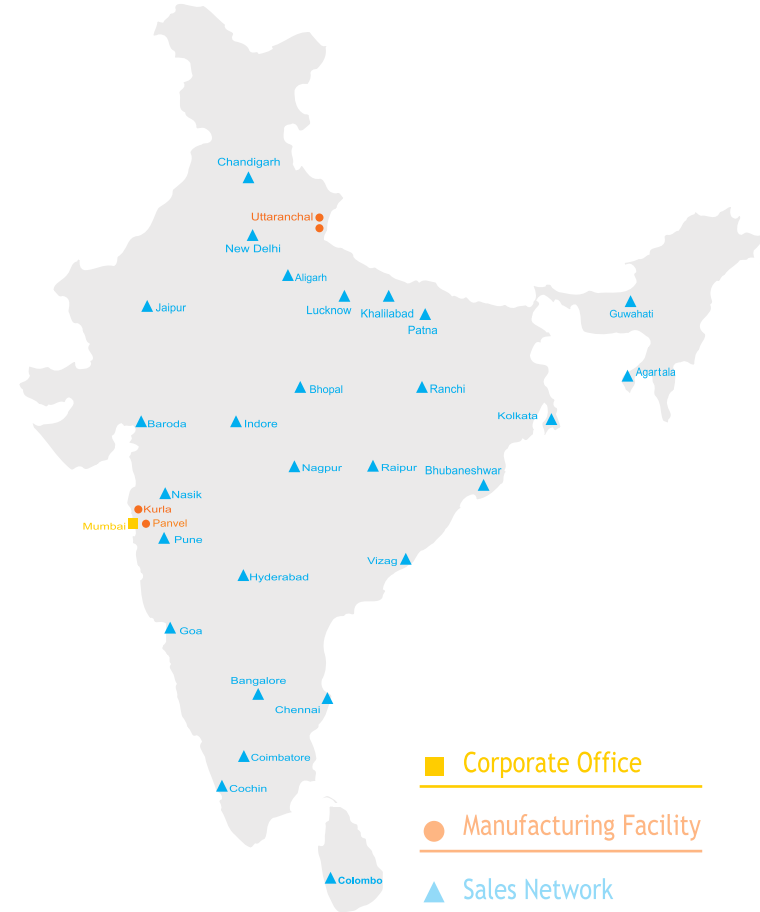 Chandigarh
Uttaranchal
New Delhi
Aligarh
Jaipur
Lucknow
Khalilabad
Guwahati
Patna
Agartala
Bhopal
Ranchi
Kolkata
Baroda
Indore
Nagpur
Raipur
Bhubaneshwar
Nasik
Kurla
Mumbai
Panvel
Pune
Vizag
Hyderabad
Goa
Bangalore
Chennai
Coimbatore
Cochin
Colombo
Corporate Office
Manufacturing Facility
Sales Network